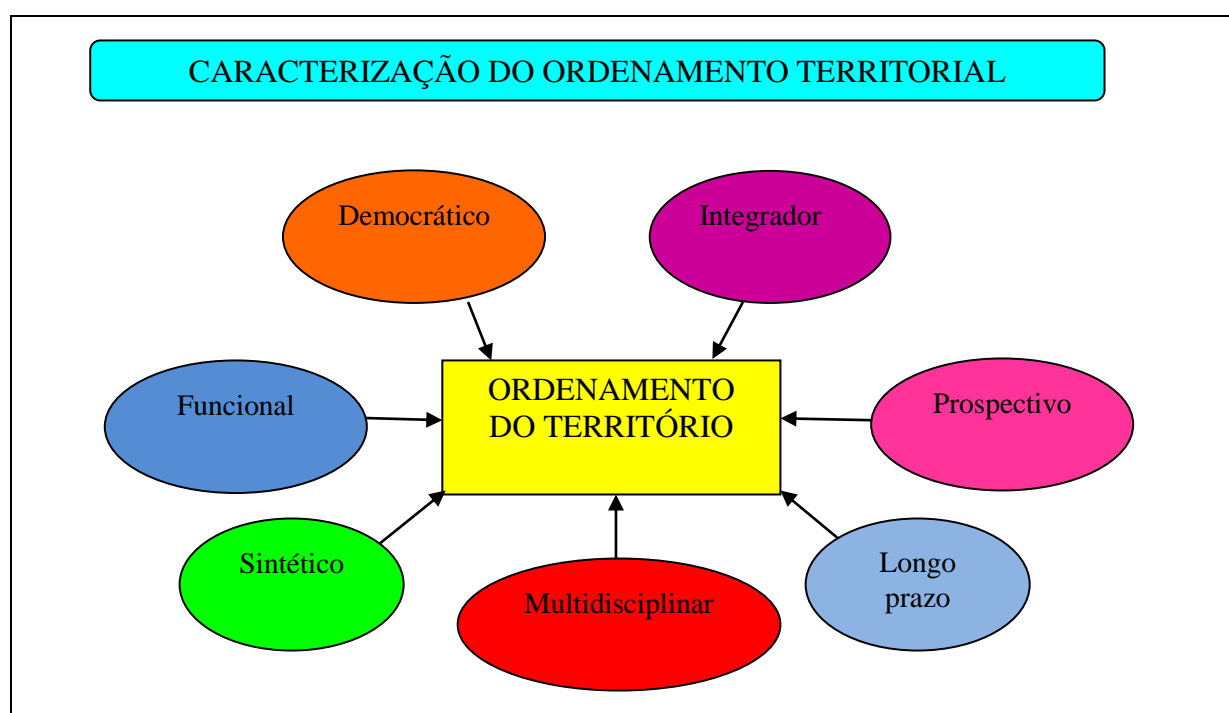 CARACTERIZAÇÃO DO ORDENAMENTO TERRITORIAL
Democrático
Integrador
Funcional
ORDENAMENTO
DO TERRITÓRIO
Prospectivo
Sintético
Multidisciplinar
Longo
prazo